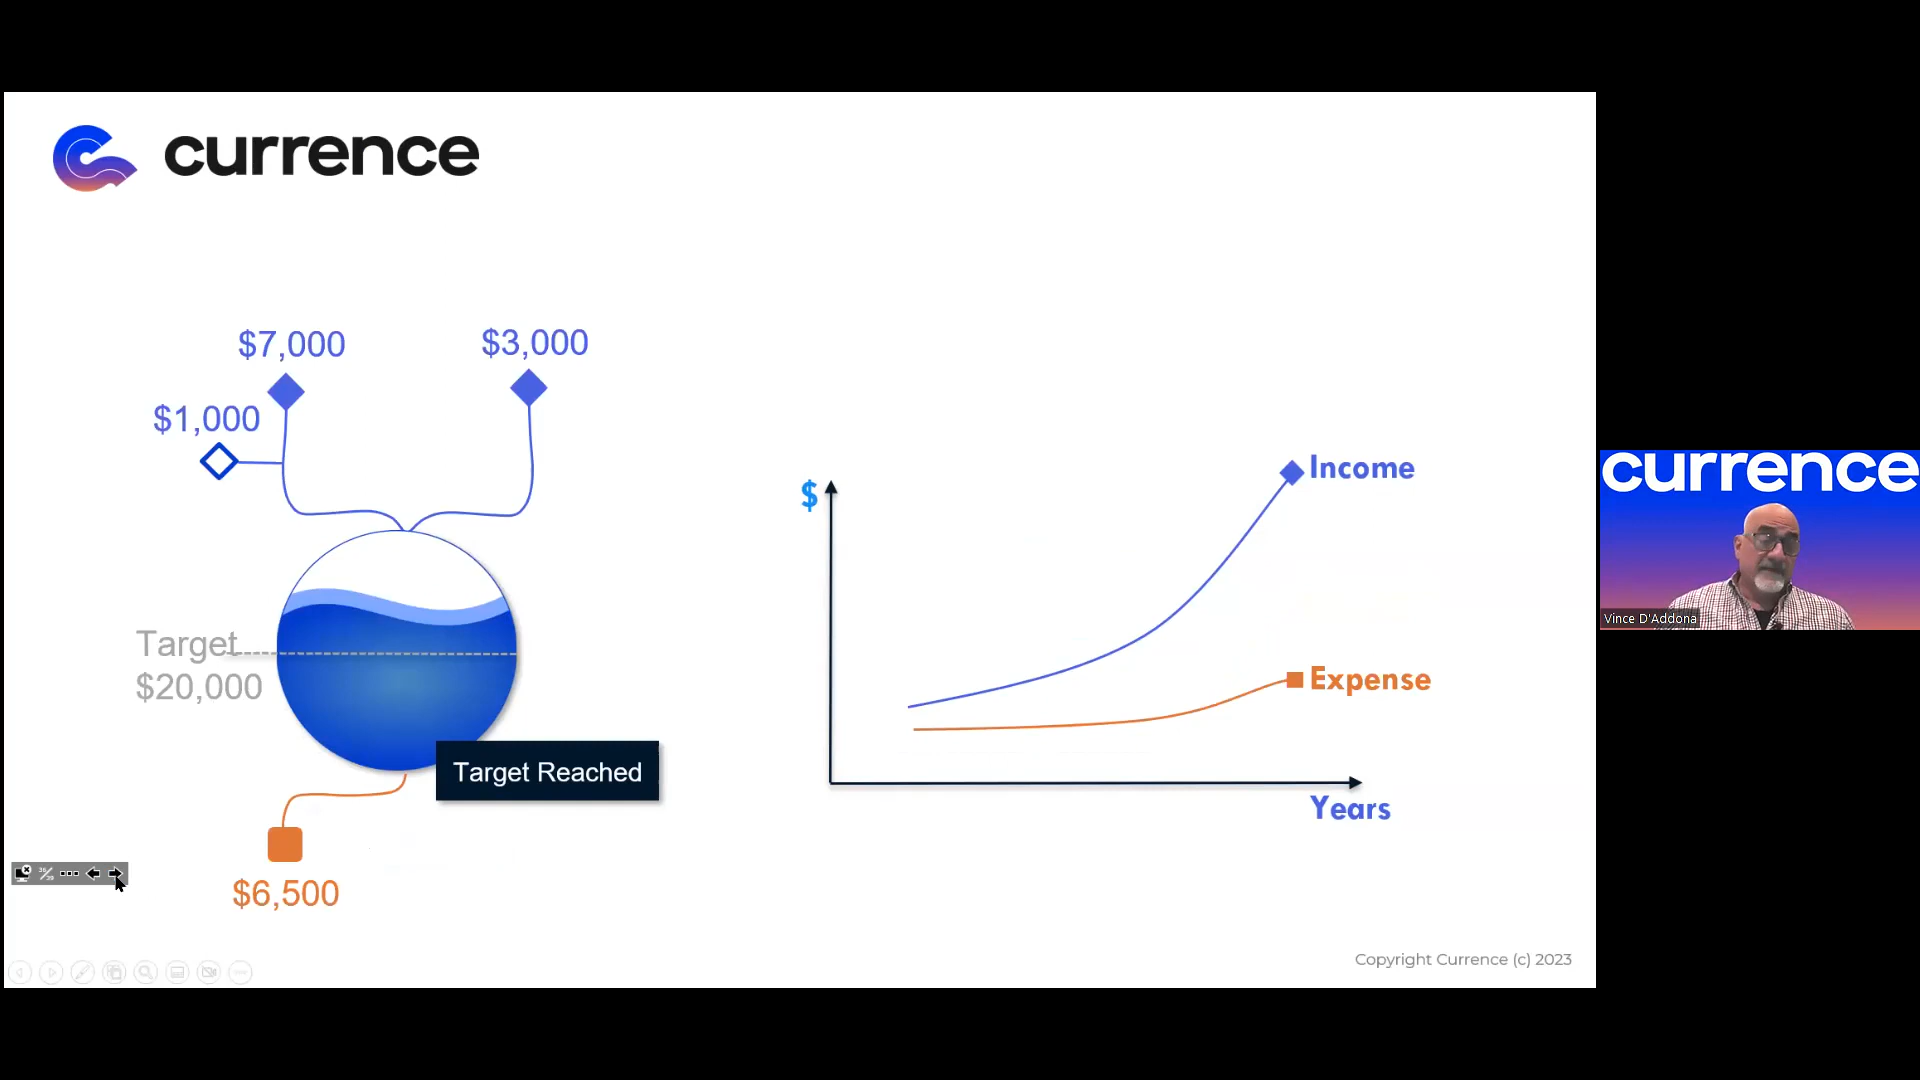 currence
$7,000
$3,000
$1,000
Target
$20,000
Target Reached
$6,500
$
Income
Expense
Years
Copyright Currence (c) 2023
currence
Vince D'Addona